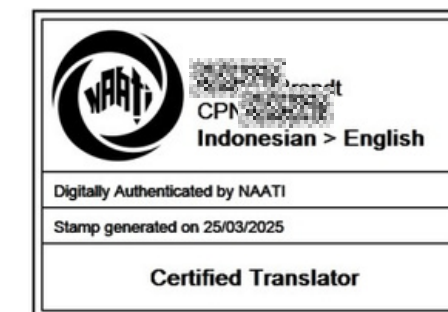 NAATI
CPN
Indonesian > English
Digitally Authenticated by NAATI
Stamp generated on 25/03/2025
Certified Translator